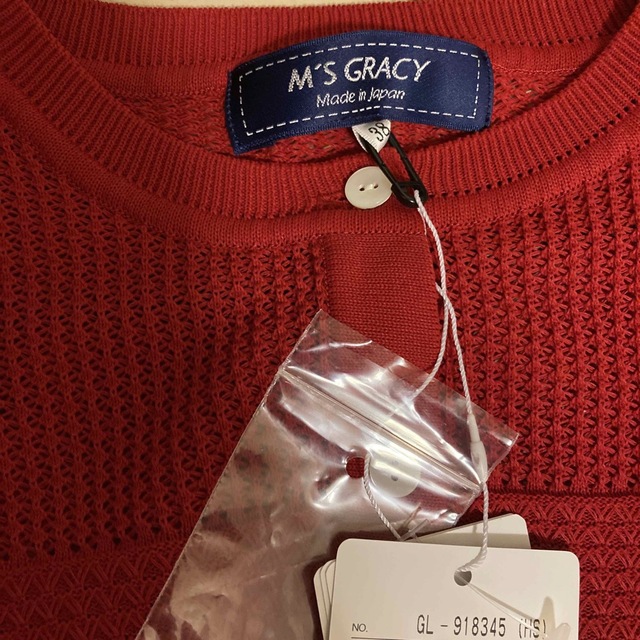 M'S GRACY
Made in Japan
38
NO. GL-918345 (HS)